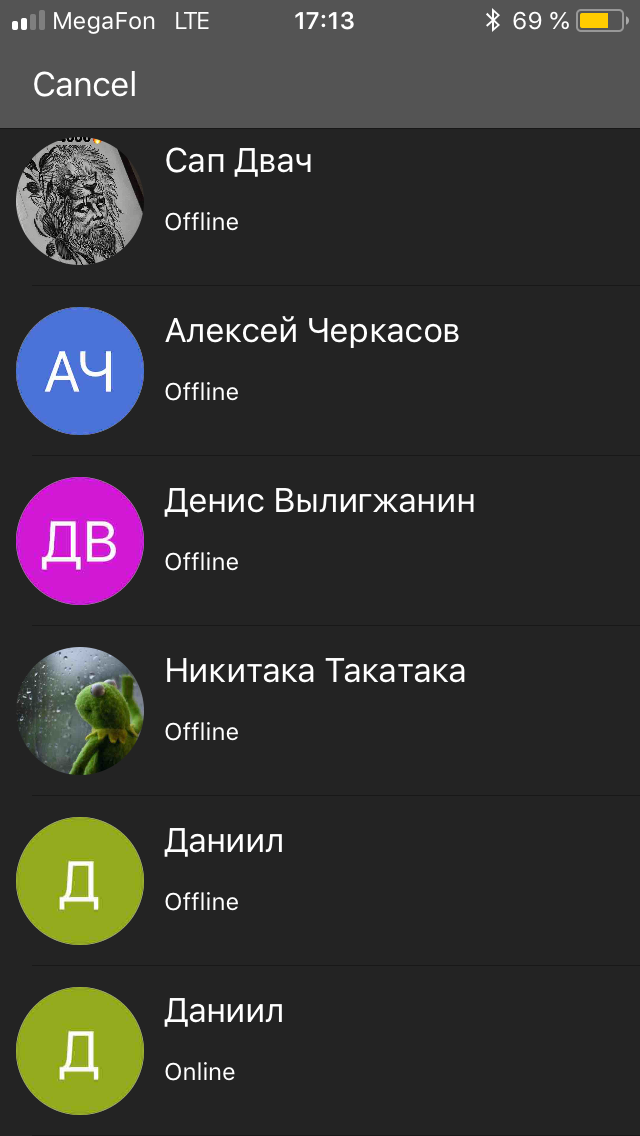 MegaFon LTE 17:13 69 %
Cancel
Сап Двач
Offline
АЧ
Алексей Черкасов
Offline
ДВ
Денис Вылигжанин
Offline
Никитака Такатака
Offline
Д
Даниил
Offline
Д
Даниил
Online